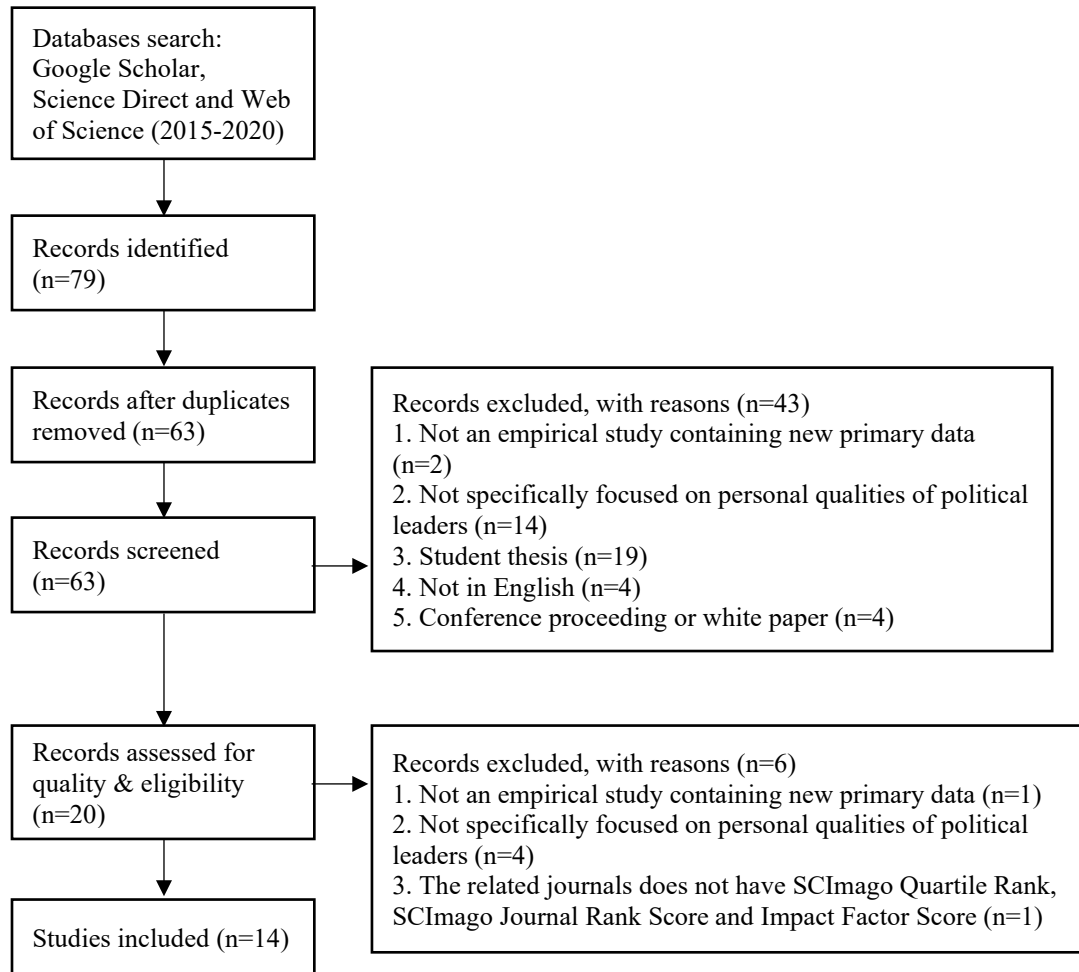 Databases search:
Google Scholar,
Science Direct and Web
of Science (2015-2020)
Records identified
(n=79)
Records after duplicates
removed (n=63)
Records screened
(n=63)
Records excluded, with reasons (n=43)
1. Not an empirical study containing new primary data
(n=2)
2. Not specifically focused on personal qualities of political
leaders (n=14)
3. Student thesis (n=19)
4. Not in English (n=4)
5. Conference proceeding or white paper (n=4)
Records assessed for
quality & eligibility
(n=20)
Records excluded, with reasons (n=6)
1. Not an empirical study containing new primary data (n=1)
2. Not specifically focused on personal qualities of political
leaders (n=4)
3. The related journals does not have SCImago Quartile Rank,
SCImago Journal Rank Score and Impact Factor Score (n=1)
Studies included (n=14)